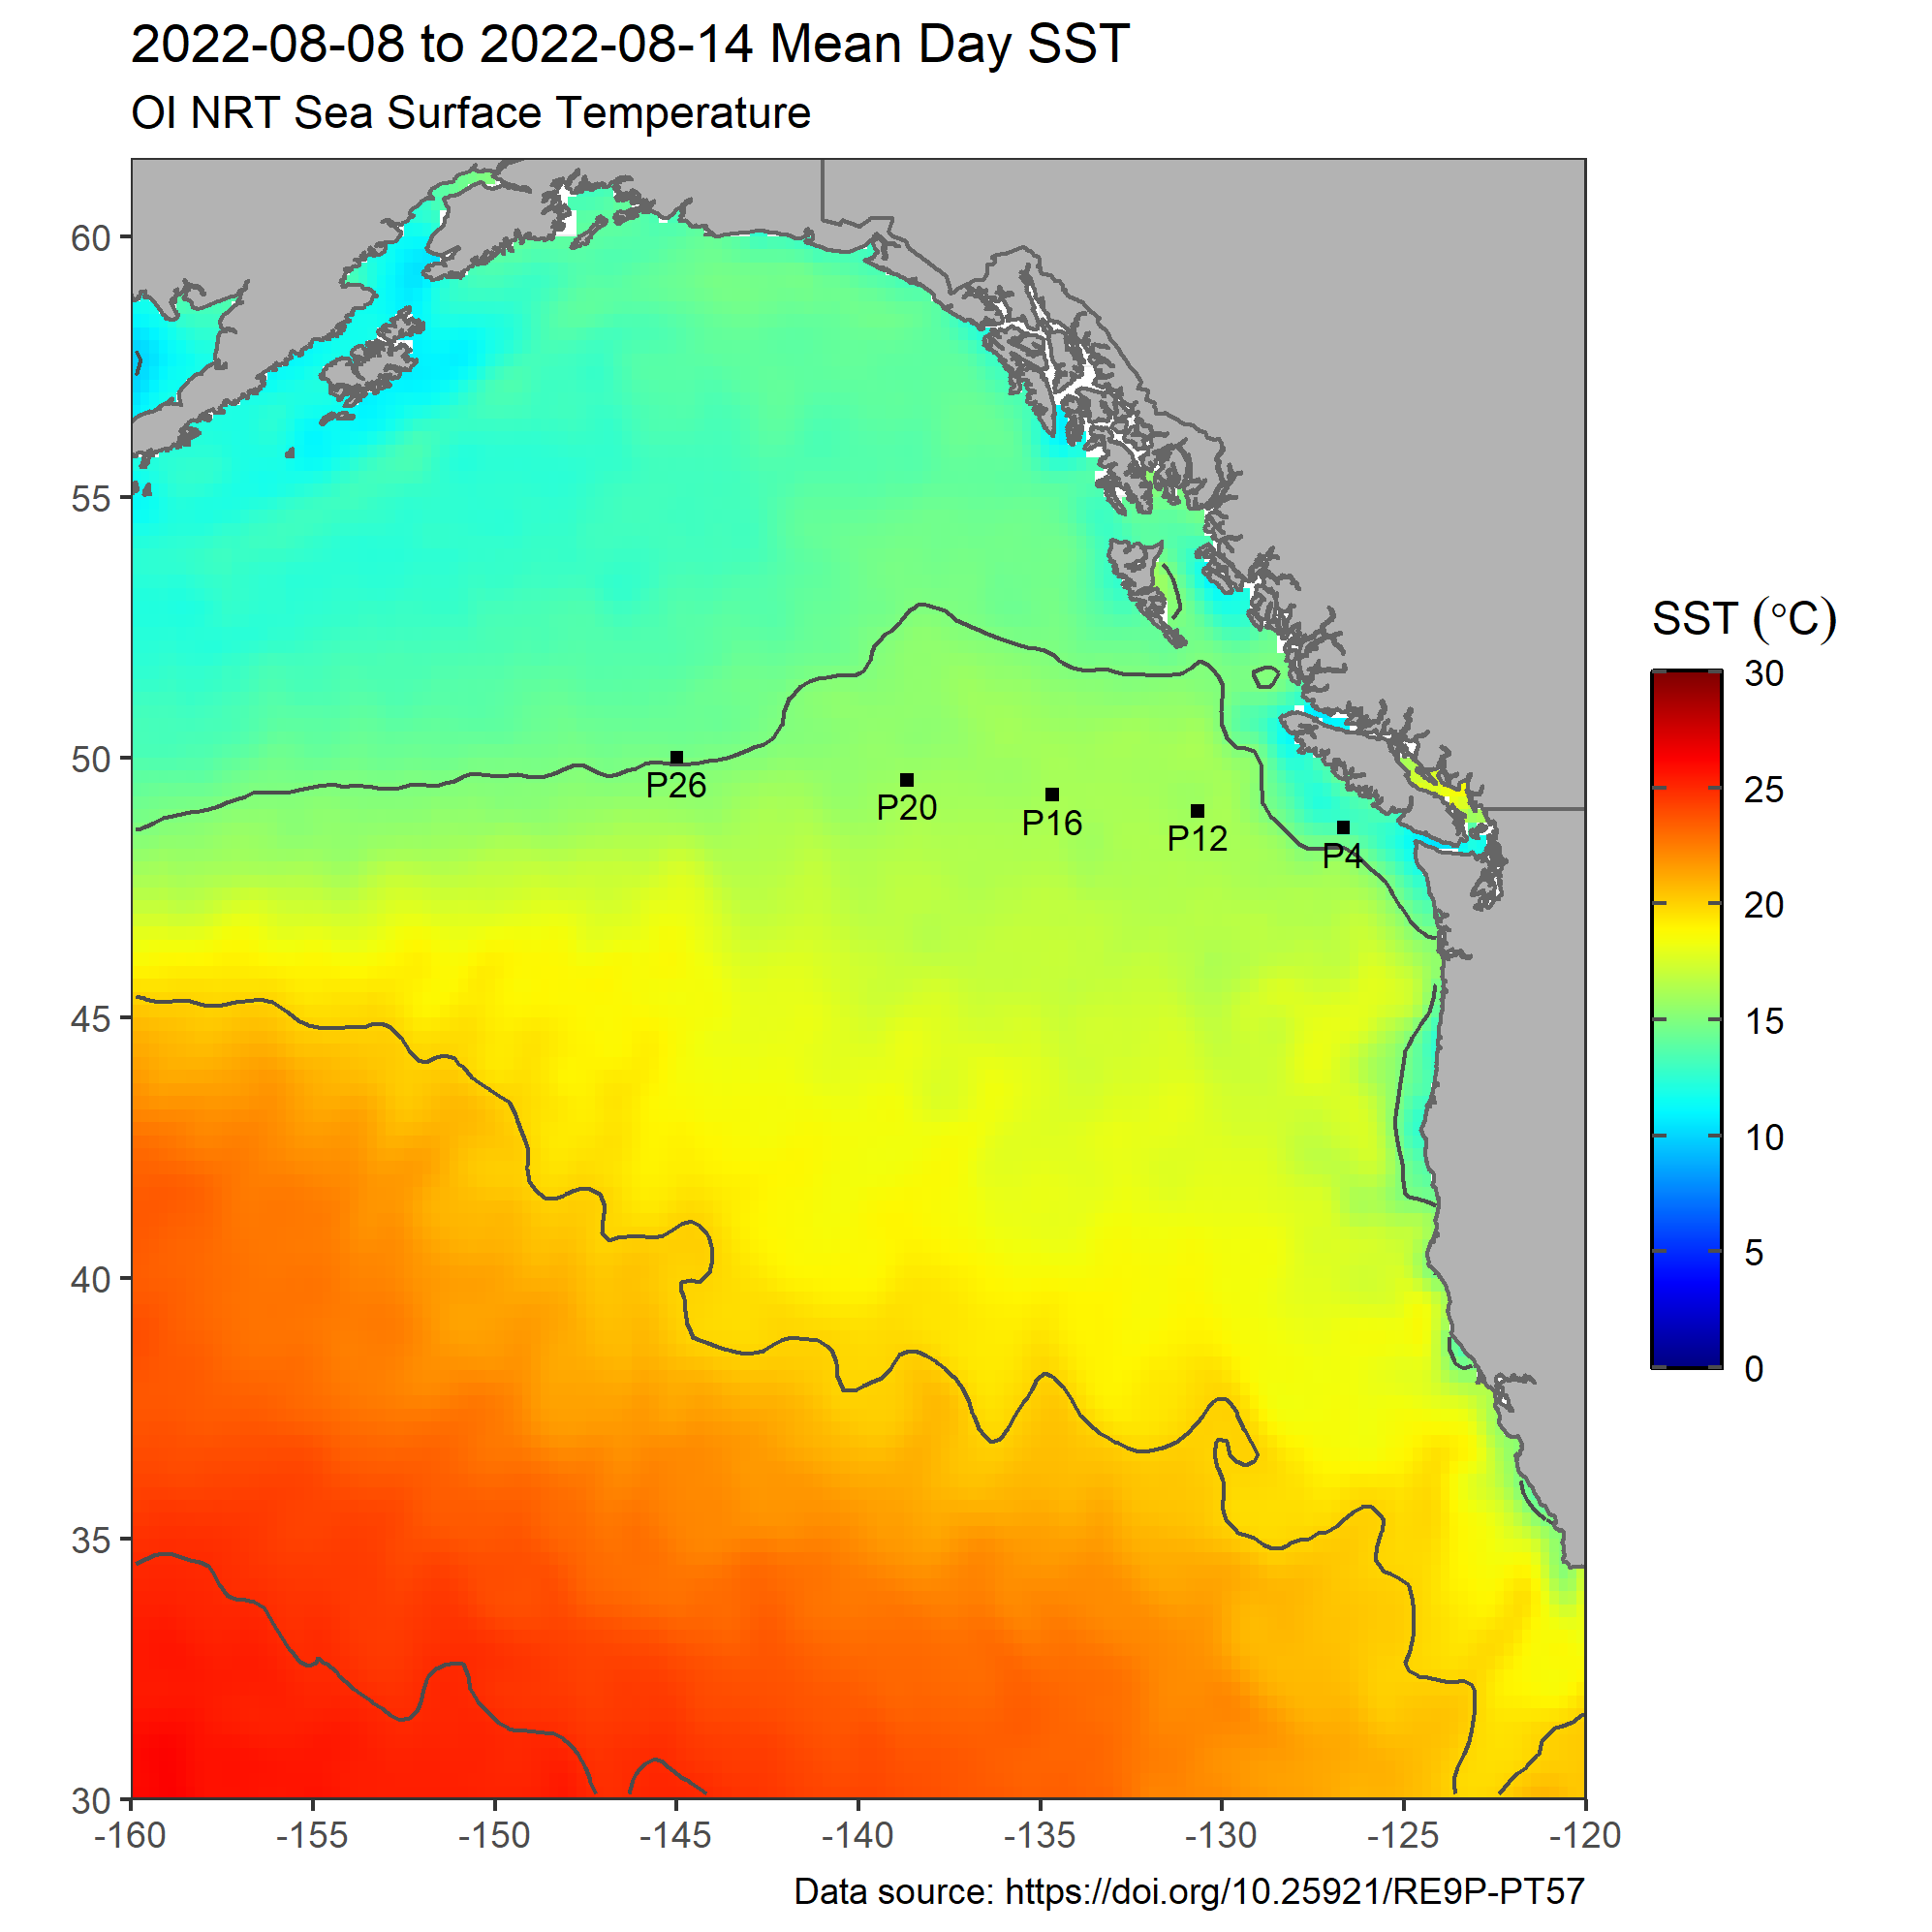 2022-08-08 to 2022-08-14 Mean Day SST
OI NRT Sea Surface Temperature
60
55
50
45
40
35
30
P26
P20
P16
P12
P4
-160
-155
-150
-145
-140
-135
-130
-125
-120
SST (°C)
30
25
20
15
10
5
0
Data source: https://doi.org/10.25921/RE9P-PT57